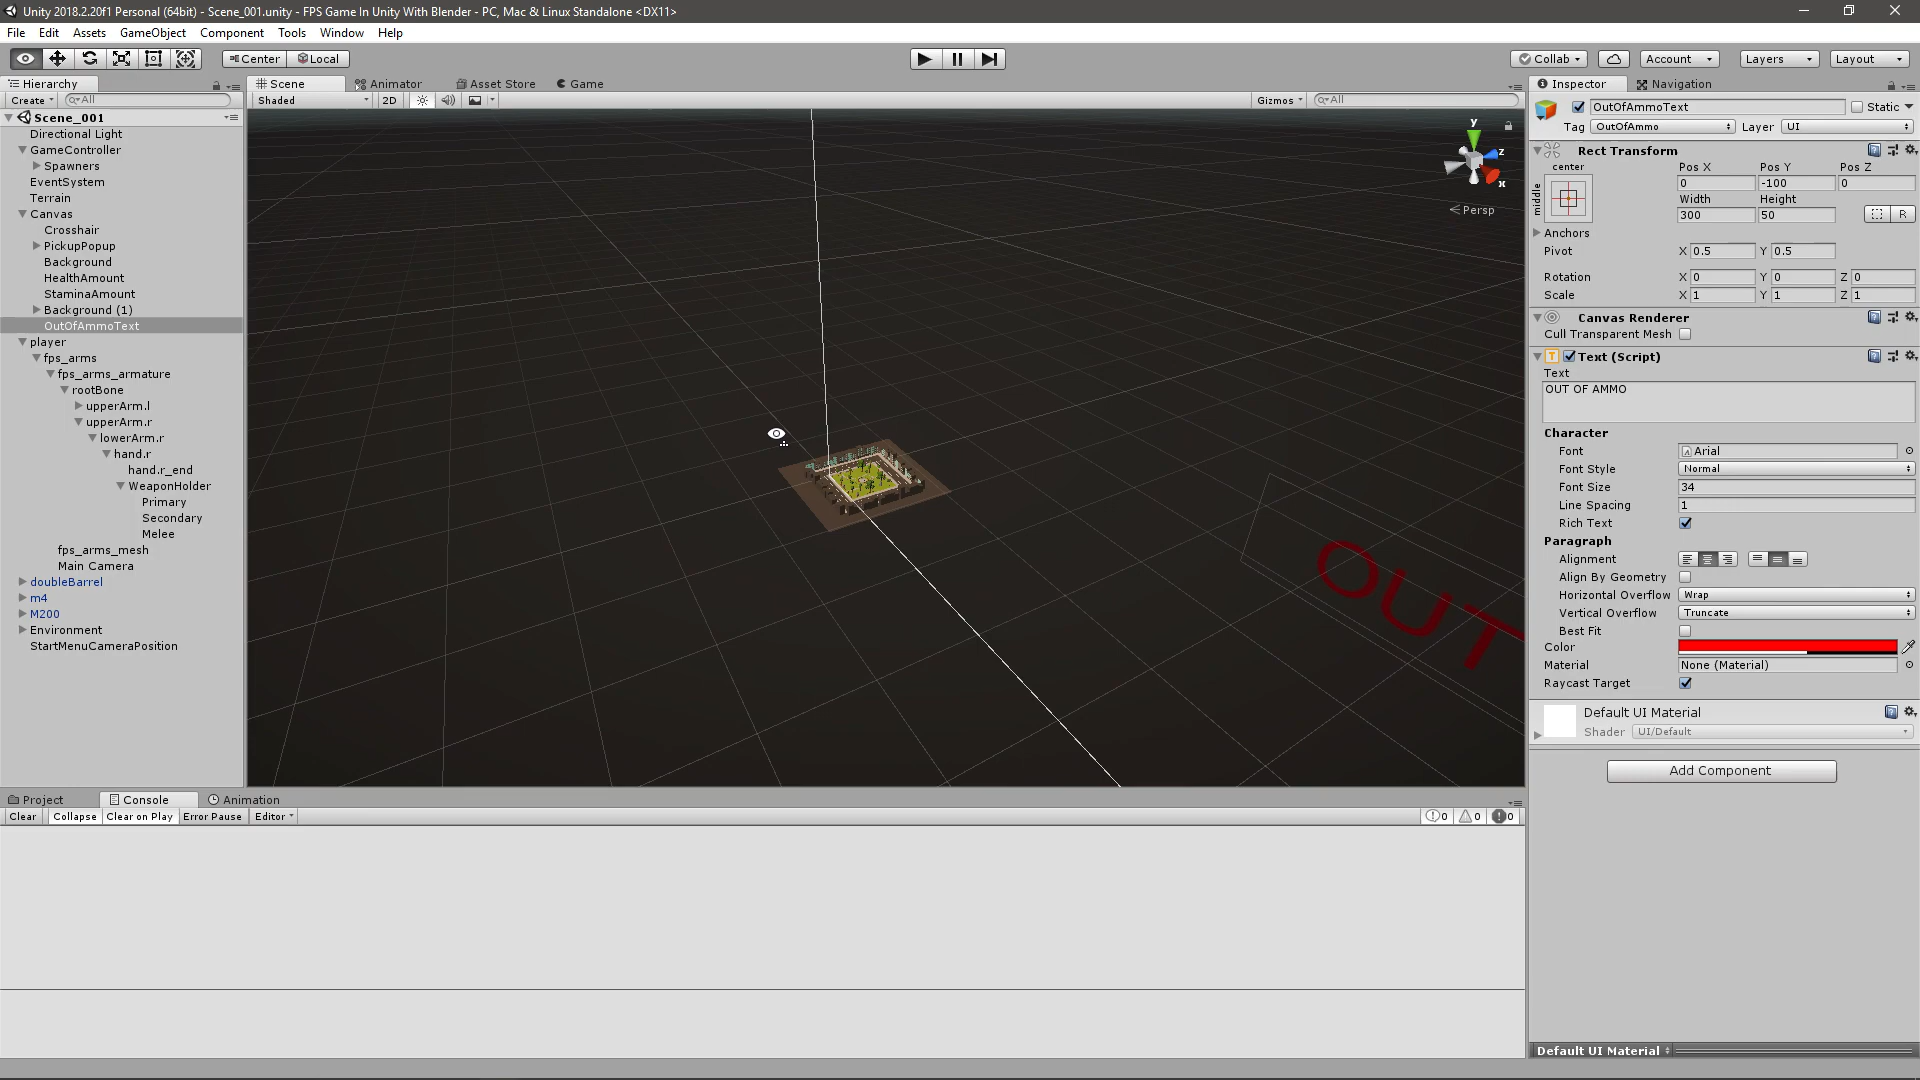 Unity 2018.2.20f1 Personal (64bit) - Scene_001.unity - FPS Game In Unity With Blender - PC, Mac & Linux Standalone <DX11>
File Edit Assets GameObject Component Tools Window Help
Center Local Collab Account Layers Layout
Hierarchy
Create All
Scene_001
Directional Light
GameController
Spawners
EventSystem
Terrain
Canvas
Crosshair
PickupPopup
Background
HealthAmount
StaminaAmount
Background (1)
OutOfAmmoText
player
fps_arms
fps_arms_armature
rootBone
upperArm.l
upperArm.r
lowerArm.r
hand.r
hand.r_end
WeaponHolder
Primary
Secondary
Melee
fps_arms_mesh
Main Camera
doubleBarrel
m4
M200
Environment
StartMenuCameraPosition
Scene Animator Asset Store Game
Shaded 2D Gizmos All
y
z
x
Persp
OUT
Inspector Navigation
OutOfAmmoText Static
Tag OutOfAmmo Layer UI
Rect Transform
center Pos X Pos Y Pos Z
middle 0 -100 0
Width Height
300 50 R
Anchors
Pivot X 0.5 Y 0.5
Rotation X 0 Y 0 Z 0
Scale X 1 Y 1 Z 1
Canvas Renderer
Cull Transparent Mesh
T Text (Script)
Text
OUT OF AMMO
Character
Font Arial
Font Style Normal
Font Size 34
Line Spacing 1
Rich Text
Paragraph
Alignment
Align By Geometry
Horizontal Overflow Wrap
Vertical Overflow Truncate
Best Fit
Color
Material None (Material)
Raycast Target
Default UI Material
Shader UI/Default
Add Component
Default UI Material
Project Console Animation
Clear Collapse Clear on Play Error Pause Editor 0 0 0